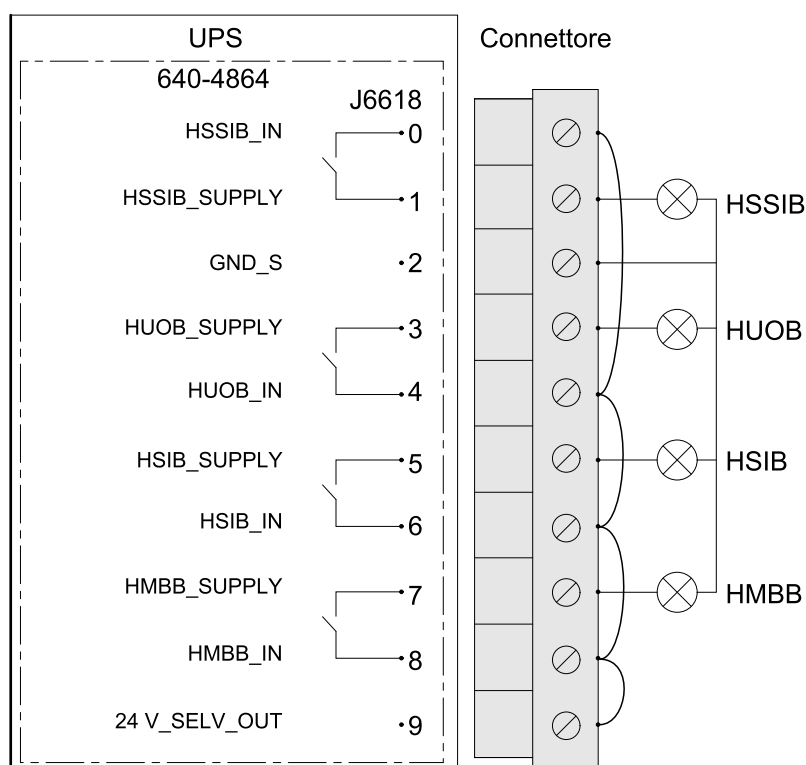 UPS
Connettore
640-4864
J6618
HSSIB_IN
0
HSSIB_SUPPLY
1
HSSIB
GND_S
2
HUOB_SUPPLY
3
HUOB
HUOB_IN
4
HSIB_SUPPLY
5
HSIB
HSIB_IN
6
HMBB_SUPPLY
7
HMBB
HMBB_IN
8
24 V_SELV_OUT
9